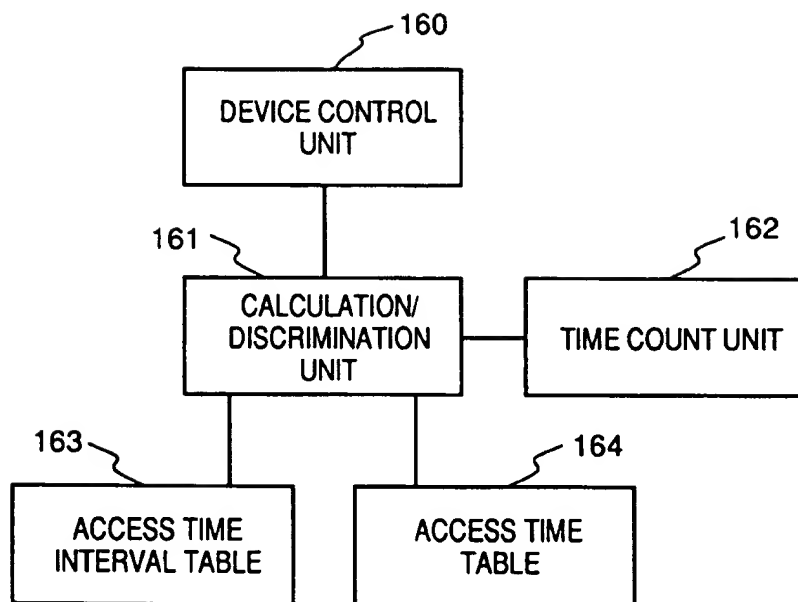 160
DEVICE CONTROL
UNIT
161
CALCULATION/
DISCRIMINATION
UNIT
162
TIME COUNT UNIT
163
ACCESS TIME
INTERVAL TABLE
164
ACCESS TIME
TABLE